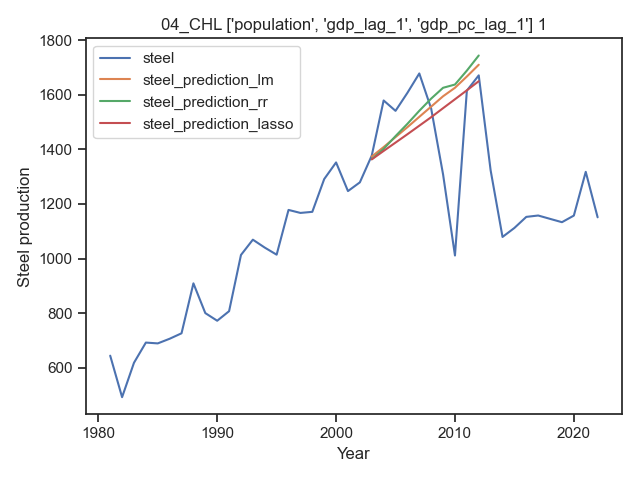 04_CHL ['population', 'gdp_lag_1', 'gdp_pc_lag_1'] 1
steel
steel_prediction_lm
steel_prediction_rr
steel_prediction_lasso
Steel production
1800
1600
1400
1200
1000
800
600
1980
1990
2000
2010
2020
Year